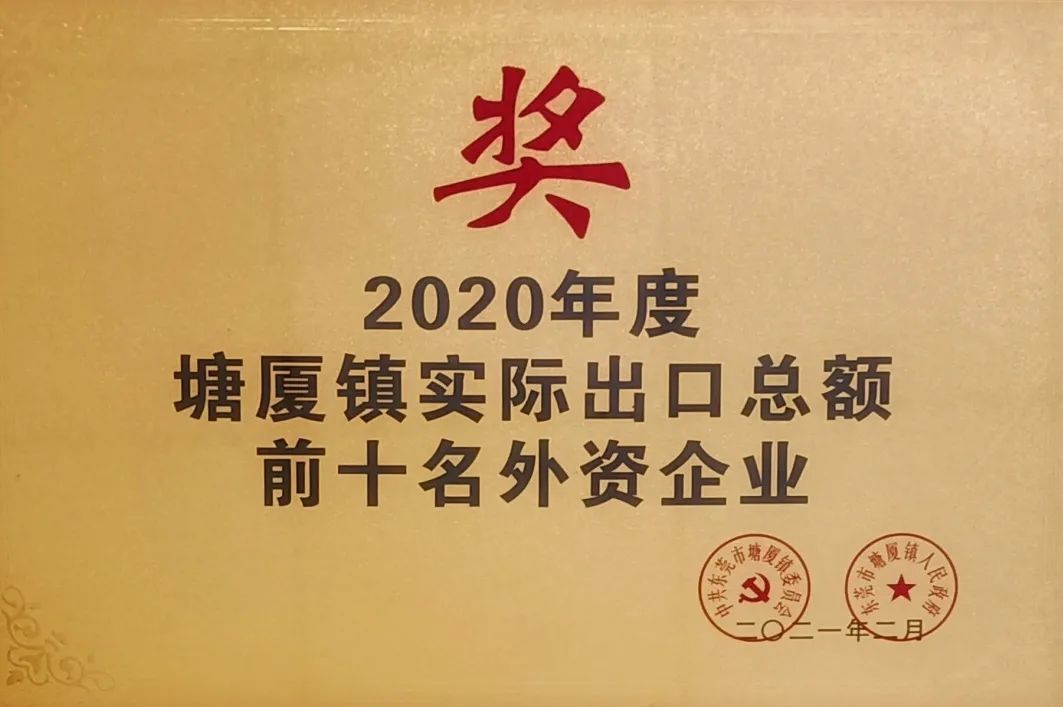 奖
2020年度
塘厦镇实际出口总额
前十名外资企业
中共东莞市塘厦镇委员会
东莞市塘厦镇人民政府
二〇二一年二月